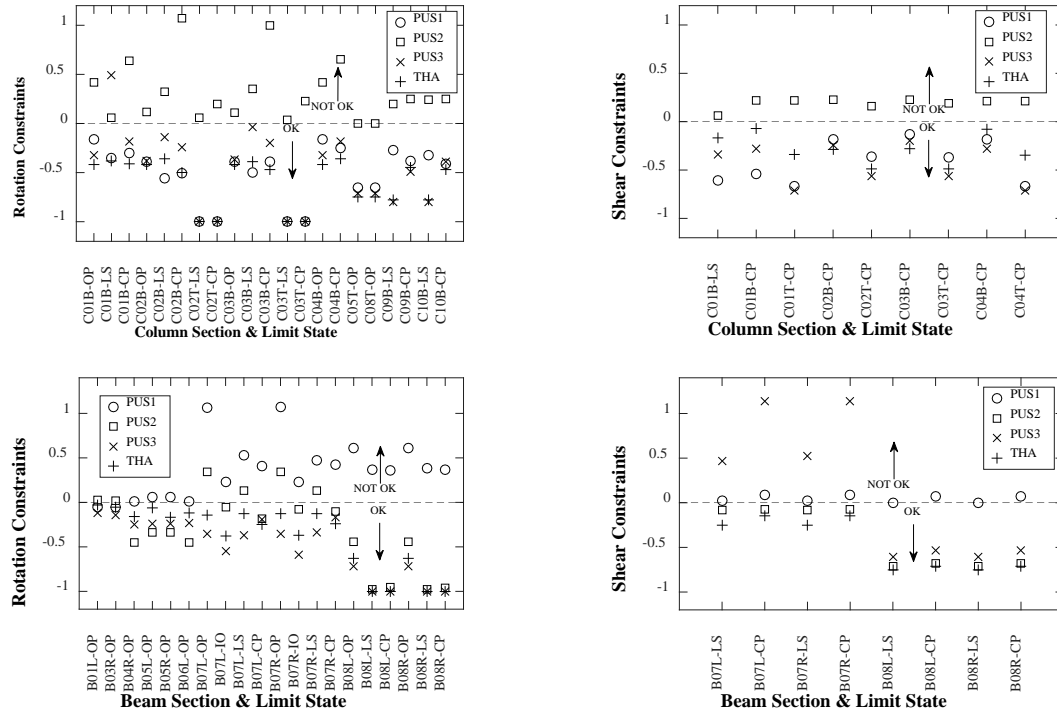 Rotation Constraints
1
0.5
0
-0.5
-1
PUS1
PUS2
PUS3
THA
NOT OK
OK
C01B-OP
C01B-LS
C01B-CP
C02B-OP
C02B-LS
C02B-CP
C02T-LS
C02T-CP
C03B-OP
C03B-LS
C03B-CP
C03T-LS
C03T-CP
C04B-OP
C04B-CP
C05T-OP
C08T-OP
C09B-LS
C09B-CP
C10B-LS
C10B-CP
Column Section & Limit State
Shear Constraints
1
0.5
0
-0.5
-1
PUS1
PUS2
PUS3
THA
NOT OK
OK
C01B-LS
C01B-CP
C01T-CP
C02B-CP
C02T-CP
C03B-CP
C03T-CP
C04B-CP
C04T-CP
Column Section & Limit State
Rotation Constraints
1
0.5
0
-0.5
-1
PUS1
PUS2
PUS3
THA
NOT OK
OK
B01L-OP
B03R-OP
B04R-OP
B05L-OP
B05R-OP
B06L-OP
B07L-OP
B07L-IO
B07L-LS
B07L-CP
B07R-OP
B07R-IO
B07R-LS
B07R-CP
B08L-OP
B08L-LS
B08L-CP
B08R-OP
B08R-LS
B08R-CP
Beam Section & Limit State
Shear Constraints
1
0.5
0
-0.5
-1
PUS1
PUS2
PUS3
THA
NOT OK
OK
B07L-LS
B07L-CP
B07R-LS
B07R-CP
B08L-LS
B08L-CP
B08R-LS
B08R-CP
Beam Section & Limit State